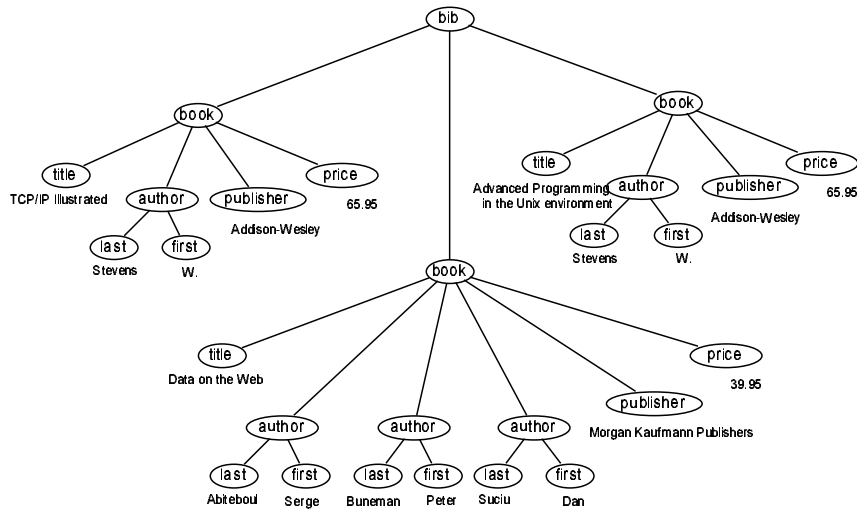 bib
book
book
title
price
title
price
TCP/IP Illustrated
author
publisher
65.95
Advanced Programming
author
publisher
65.95
in the Unix environment
Addison-Wesley
Addison-Wesley
last
first
last
first
Stevens
W.
Stevens
W.
book
title
price
Data on the Web
39.95
publisher
author
author
author
Morgan Kaufmann Publishers
last
first
last
first
last
first
Abiteboul
Serge
Buneman
Peter
Suciu
Dan